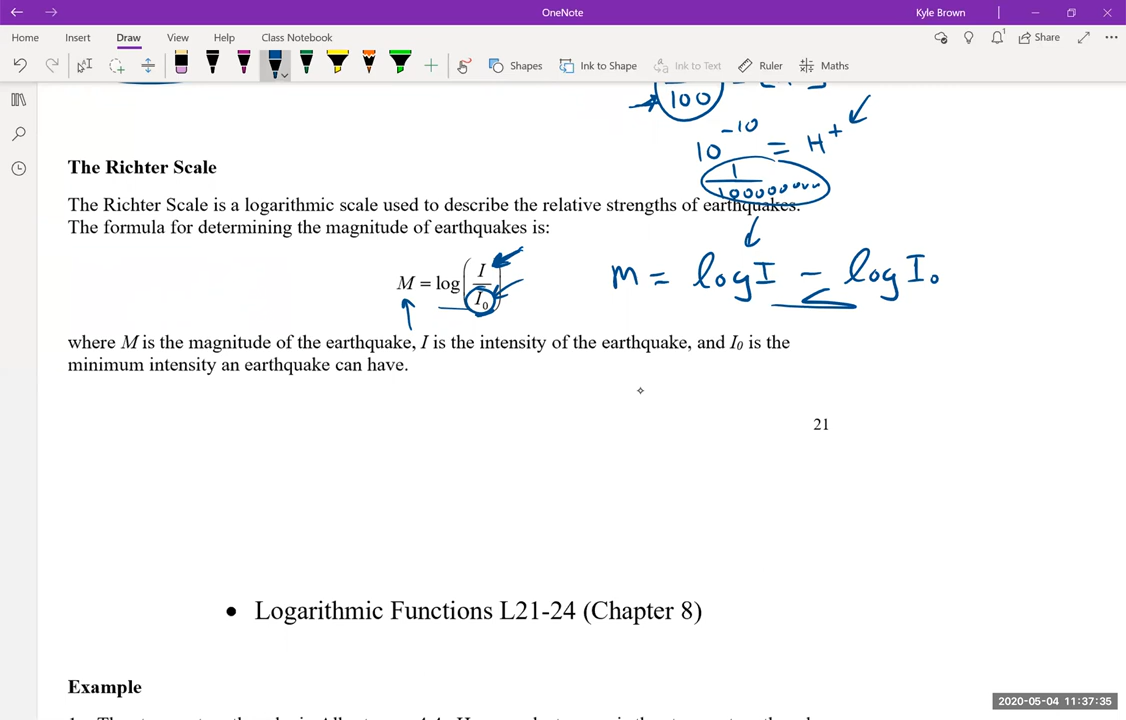 OneNote
Kyle Brown
Home Insert Draw View Help Class Notebook
Share
Shapes Ink to Shape Ink to Text Ruler Maths
100
10^-10 = H+
1
The Richter Scale
The Richter Scale is a logarithmic scale used to describe the relative strengths of earthquakes.
The formula for determining the magnitude of earthquakes is:
M = log(I/I₀)
m = log I - log I₀
where M is the magnitude of the earthquake, I is the intensity of the earthquake, and I₀ is the
minimum intensity an earthquake can have.
21
• Logarithmic Functions L21-24 (Chapter 8)
Example
2020-05-04 11:37:35